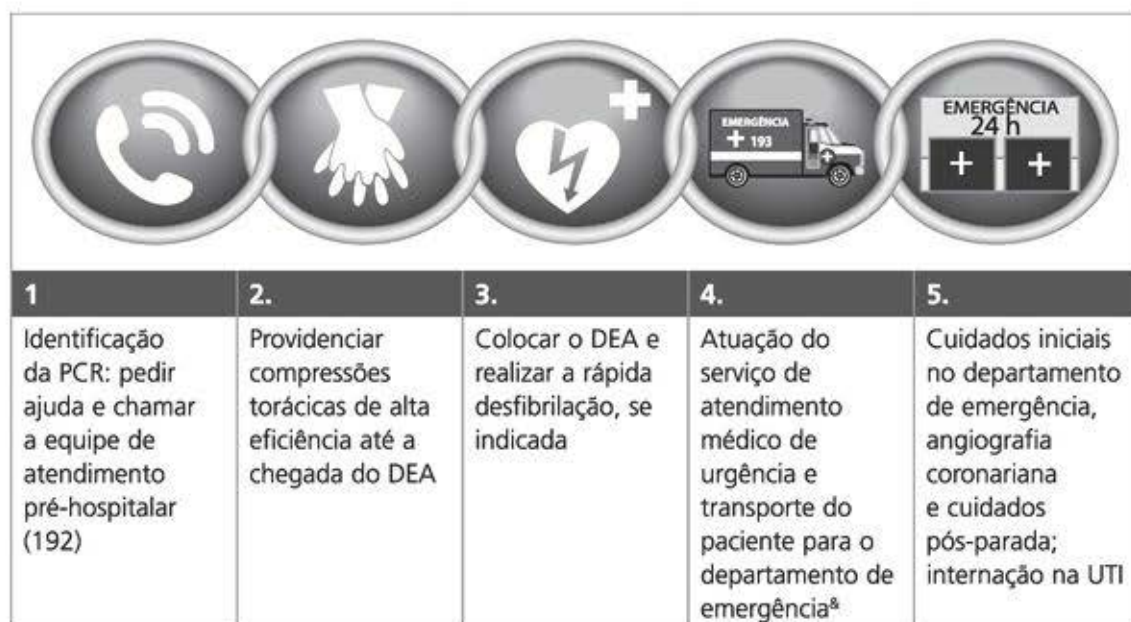 EMERGÊNCIA
193
EMERGÊNCIA
24 h
1
Identificação
da PCR: pedir
ajuda e chamar
a equipe de
atendimento
pré-hospitalar
(192)
2.
Providenciar
compressões
torácicas de alta
eficiência até a
chegada do DEA
3.
Colocar o DEA e
realizar a rápida
desfibrilação, se
indicada
4.
Atuação do
serviço de
atendimento
médico de
urgência e
transporte do
paciente para o
departamento de
emergência&
5.
Cuidados iniciais
no departamento
de emergência,
angiografia
coronariana
e cuidados
pós-parada;
internação na UTI